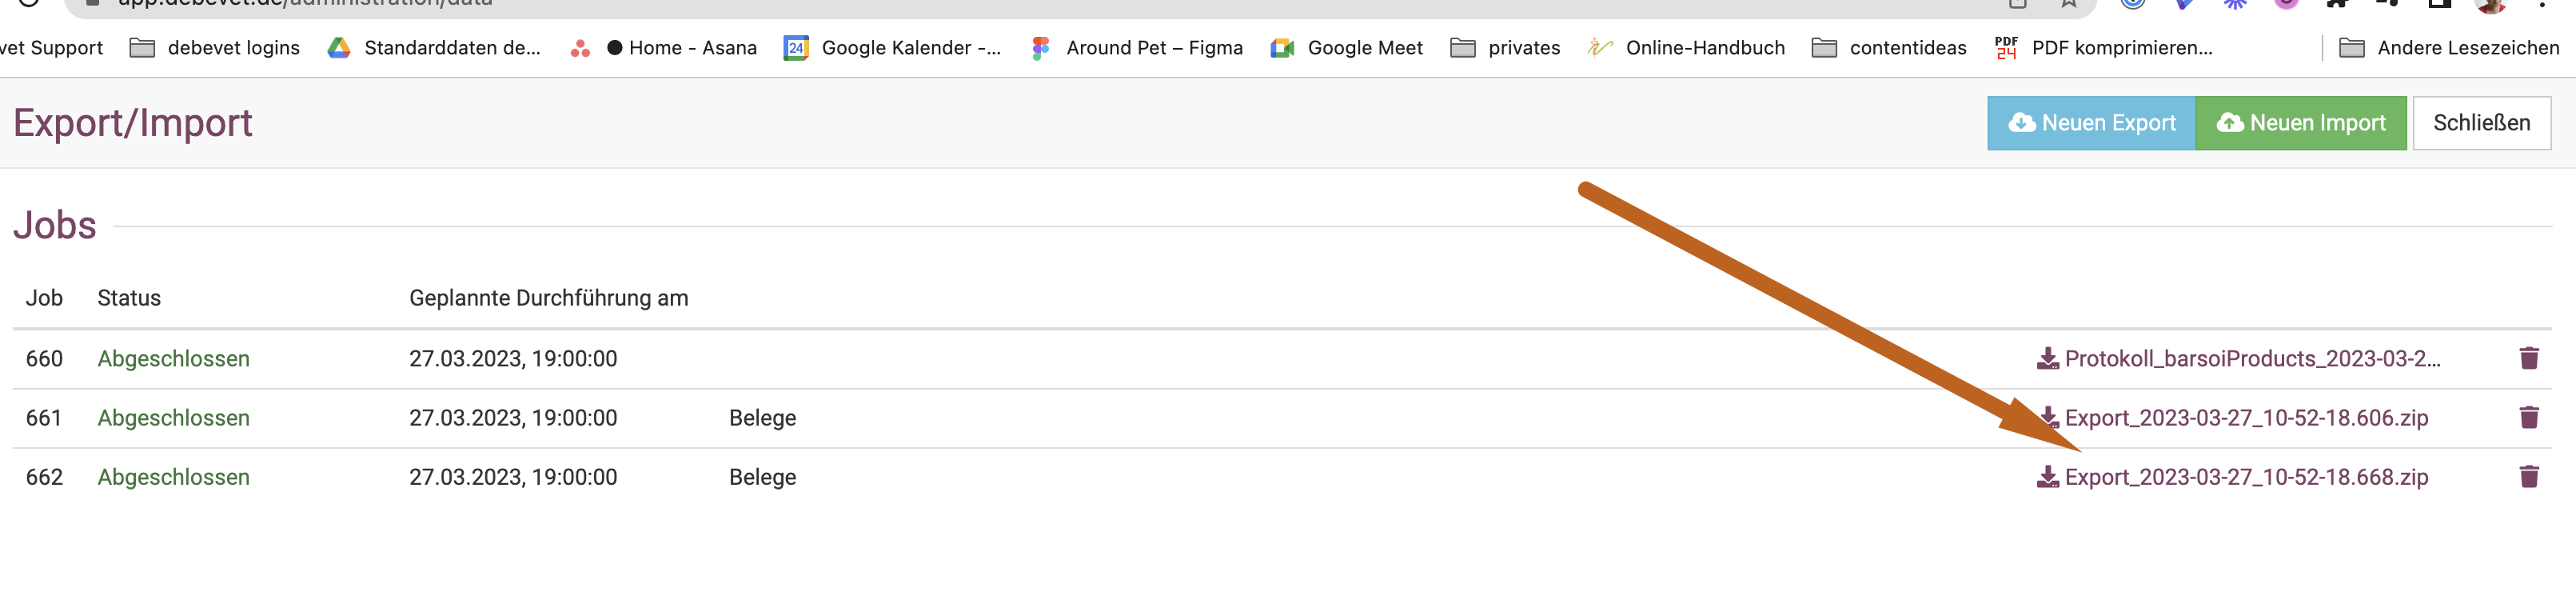 app.debevet.de/administration/data
vet Support debevet logins Standarddaten de... Home - Asana 24 Google Kalender -... Around Pet – Figma Google Meet privates Online-Handbuch contentideas PDF 24 PDF komprimieren... Andere Lesezeichen
Export/Import Neuen Export Neuen Import Schließen
Jobs
Job Status Geplannte Durchführung am
660 Abgeschlossen 27.03.2023, 19:00:00 Protokoll_barsoiProducts_2023-03-2...
661 Abgeschlossen 27.03.2023, 19:00:00 Belege Export_2023-03-27_10-52-18.606.zip
662 Abgeschlossen 27.03.2023, 19:00:00 Belege Export_2023-03-27_10-52-18.668.zip